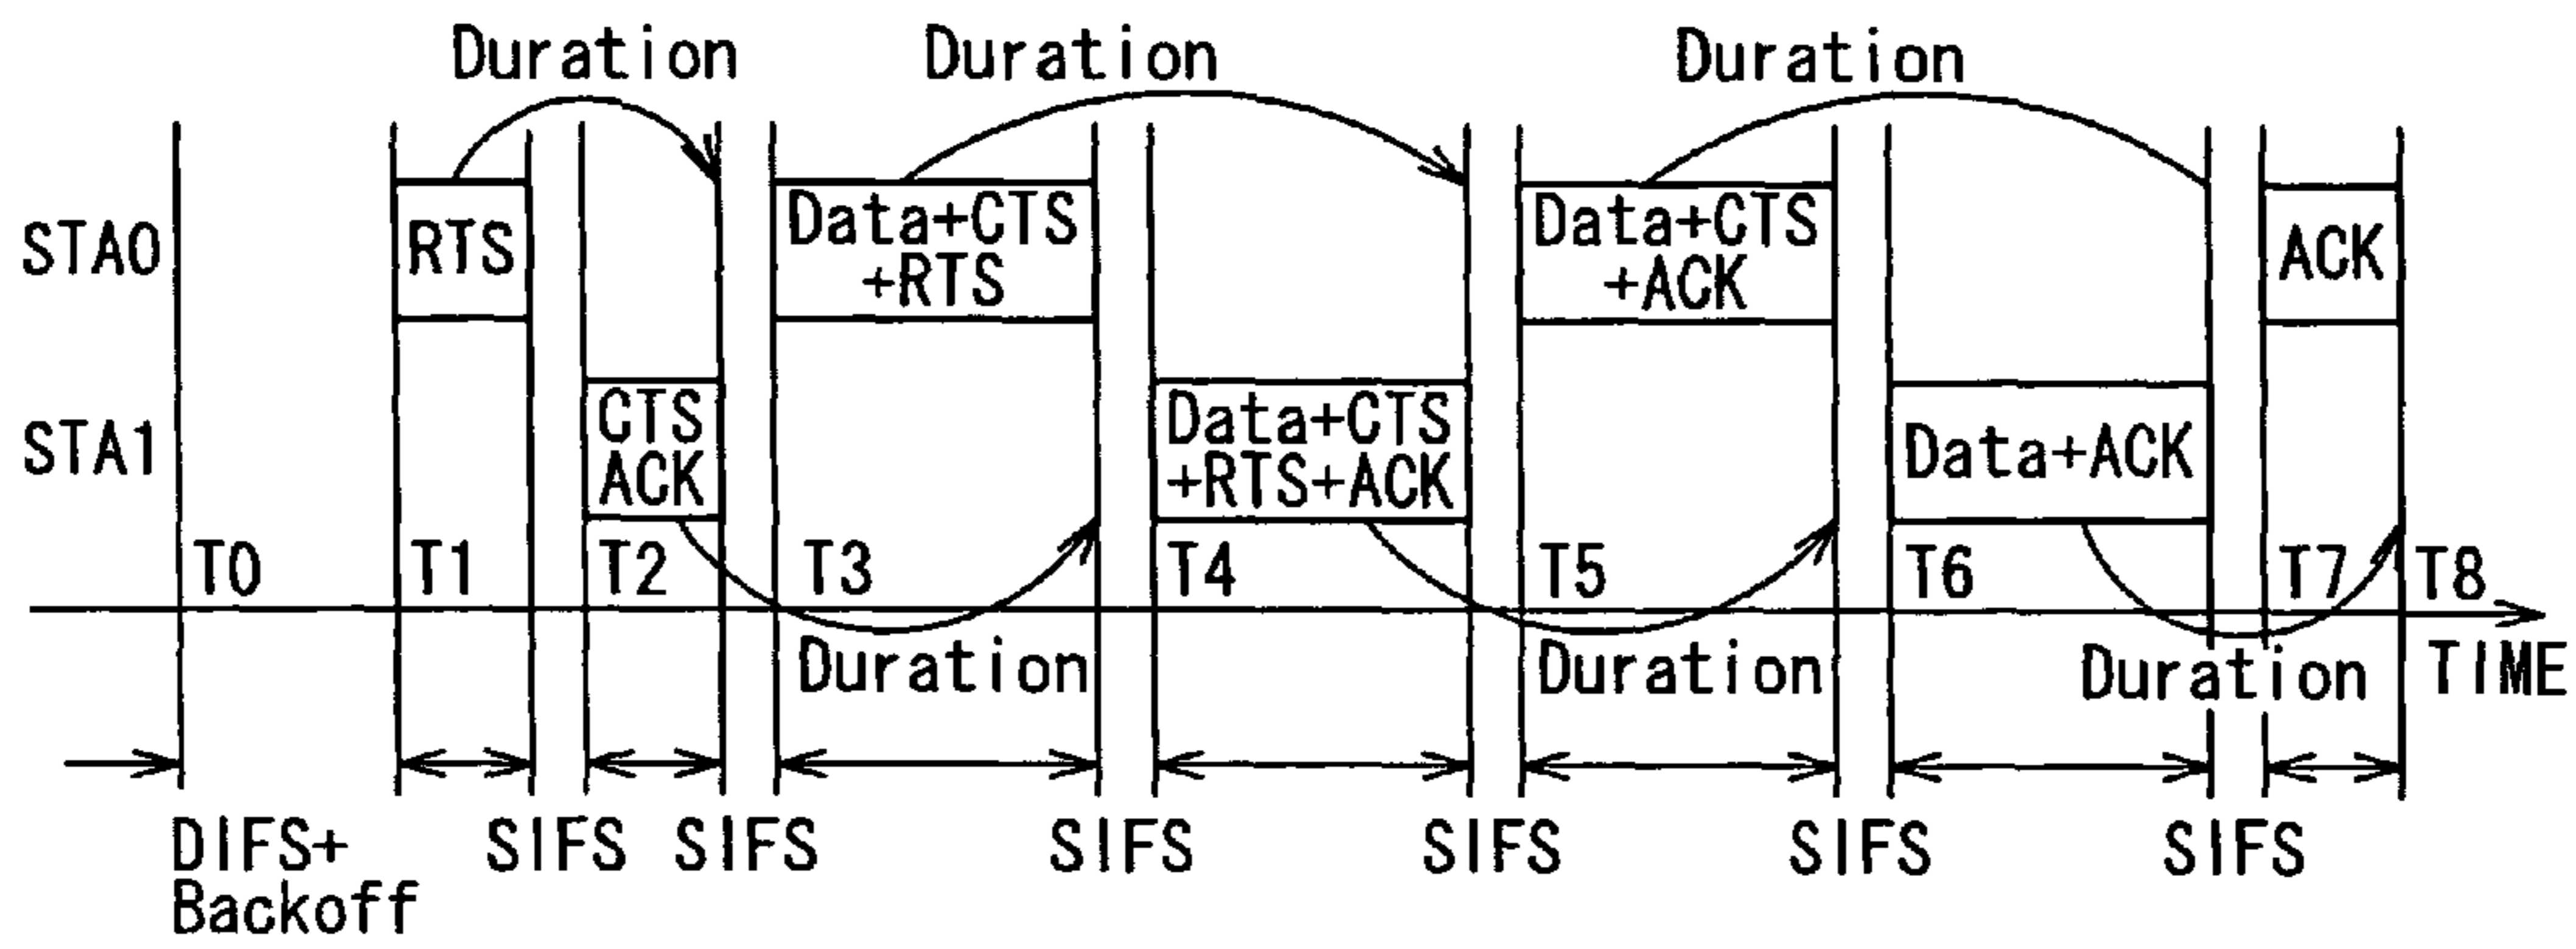 Duration Duration Duration
STA0 RTS Data+CTS Data+CTS ACK
+RTS +ACK
STA1 CTS Data+CTS Data+ACK
ACK +RTS+ACK
T0 T1 T2 T3 T4 T5 T6 T7 T8
Duration Duration Duration TIME
DIFS+ SIFS SIFS SIFS SIFS SIFS SIFS
Backoff